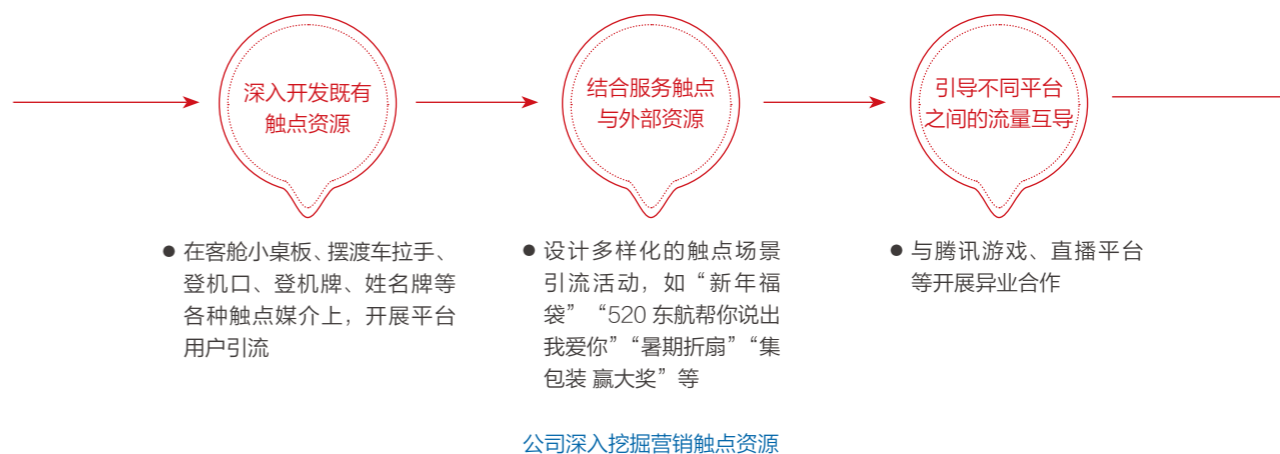 深入开发既有
触点资源
结合服务触点
与外部资源
引导不同平台
之间的流量互导
● 在客舱小桌板、摆渡车拉手、
登机口、登机牌、姓名牌等
各种触点媒介上，开展平台
用户引流
● 设计多样化的触点场景
引流活动，如“新年福
袋”“520 东航帮你说出
我爱你”“暑期折扇”“集
包装 赢大奖”等
● 与腾讯游戏、直播平台
等开展异业合作
公司深入挖掘营销触点资源